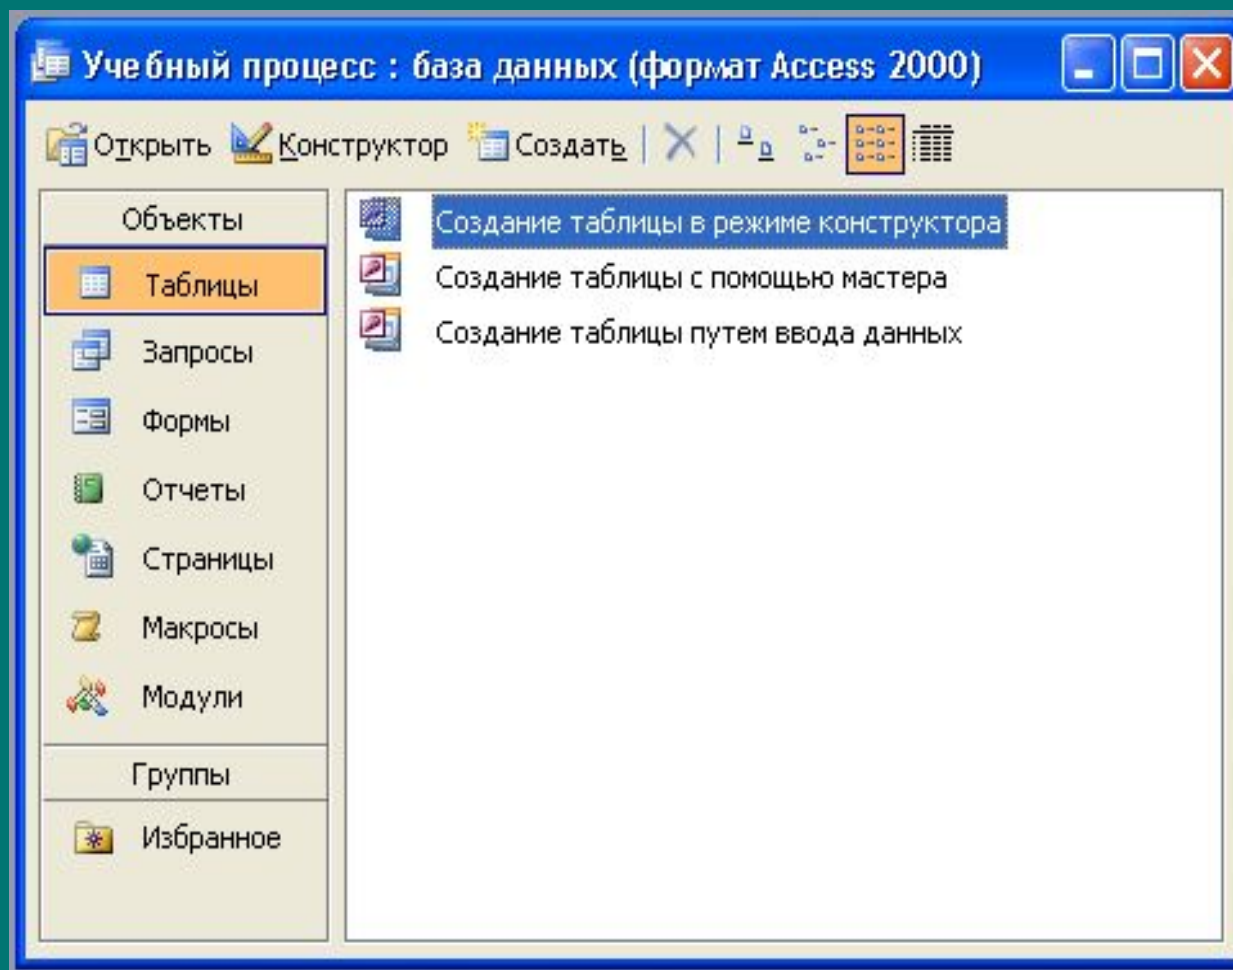 Учебный процесс : база данных (формат Access 2000)
Открыть Конструктор Создать
Объекты
Таблицы
Запросы
Формы
Отчеты
Страницы
Макросы
Модули
Группы
Избранное
Создание таблицы в режиме конструктора
Создание таблицы с помощью мастера
Создание таблицы путем ввода данных